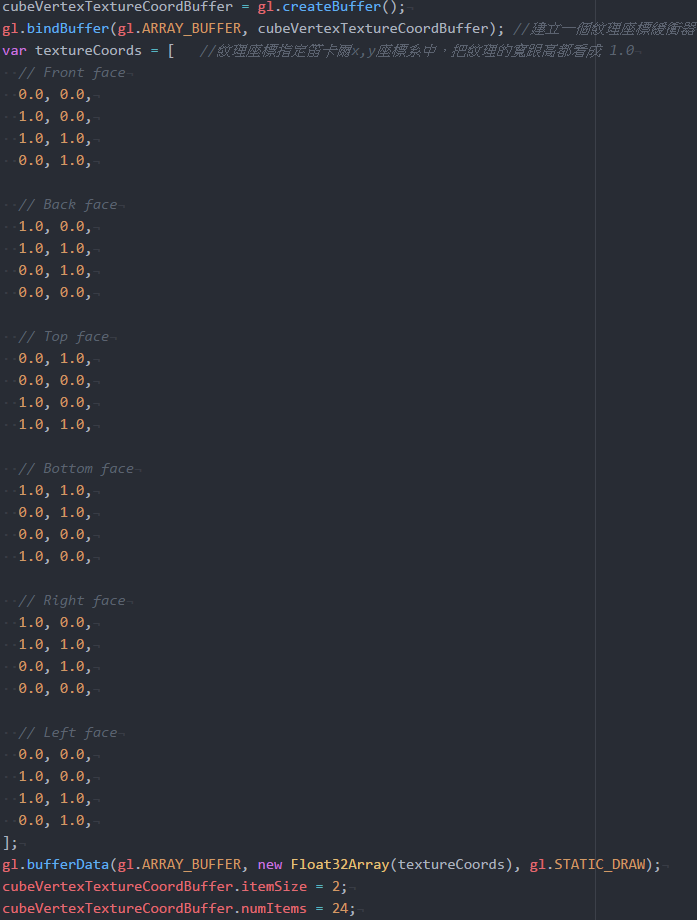 cubeVertexTextureCoordBuffer = gl.createBuffer();
gl.bindBuffer(gl.ARRAY_BUFFER, cubeVertexTextureCoordBuffer); //建立一個紋理座標緩衝器
var textureCoords = [   //紋理座標指定笛卡爾x,y座標系中，把紋理的寬跟高都看成 1.0
  // Front face
  0.0, 0.0,
  1.0, 0.0,
  1.0, 1.0,
  0.0, 1.0,

  // Back face
  1.0, 0.0,
  1.0, 1.0,
  0.0, 1.0,
  0.0, 0.0,

  // Top face
  0.0, 1.0,
  0.0, 0.0,
  1.0, 0.0,
  1.0, 1.0,

  // Bottom face
  1.0, 1.0,
  0.0, 1.0,
  0.0, 0.0,
  1.0, 0.0,

  // Right face
  1.0, 0.0,
  1.0, 1.0,
  0.0, 1.0,
  0.0, 0.0,

  // Left face
  0.0, 0.0,
  1.0, 0.0,
  1.0, 1.0,
  0.0, 1.0,
];
gl.bufferData(gl.ARRAY_BUFFER, new Float32Array(textureCoords), gl.STATIC_DRAW);
cubeVertexTextureCoordBuffer.itemSize = 2;
cubeVertexTextureCoordBuffer.numItems = 24;